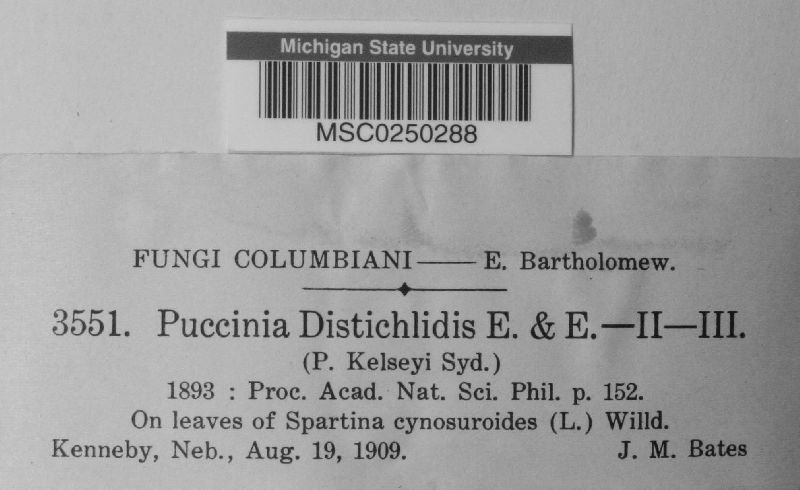 Michigan State University
MSC0250288
FUNGI COLUMBIANI—— E. Bartholomew.
3551. Puccinia Distichlidis E. & E.—II—III.
(P. Kelseyi Syd.)
1893 : Proc. Acad. Nat. Sci. Phil. p. 152.
On leaves of Spartina cynosuroides (L.) Willd.
Kenneby, Neb., Aug. 19, 1909. J. M. Bates